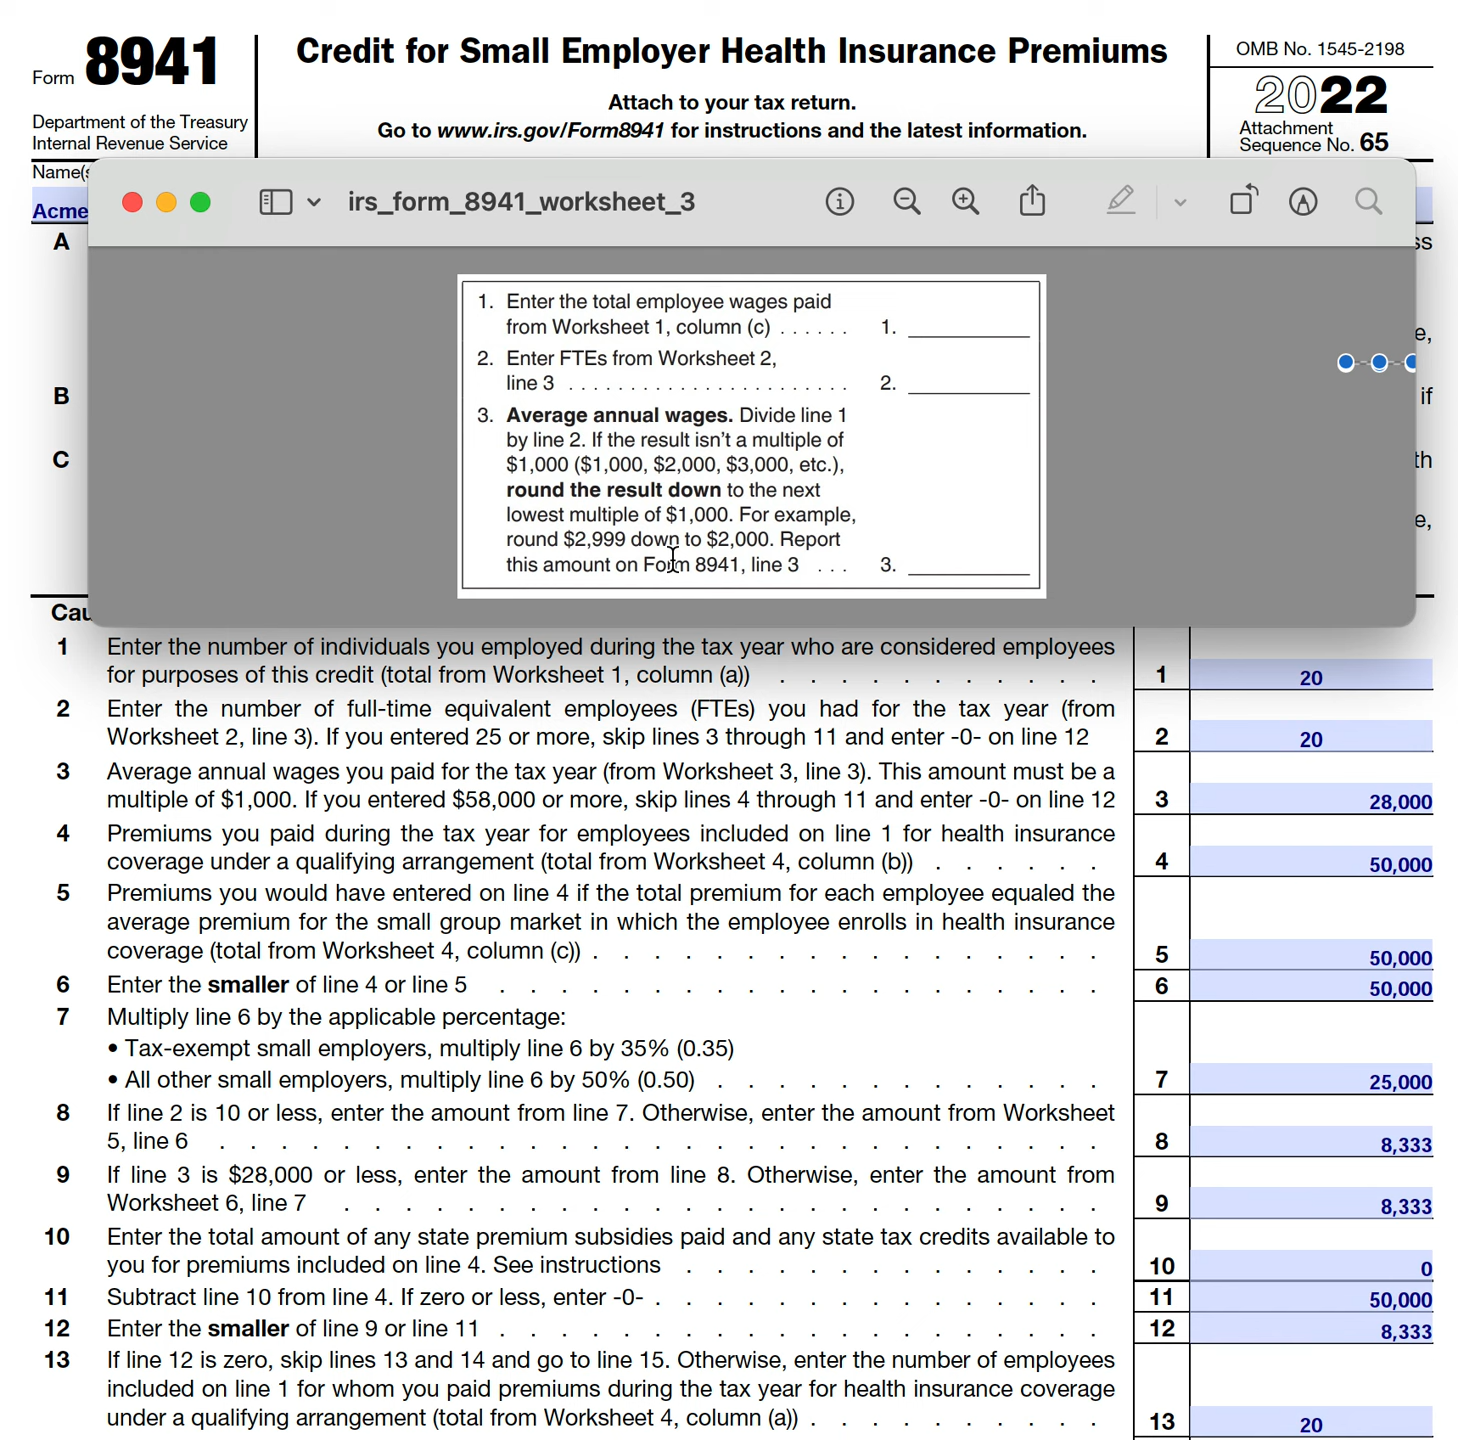 Form 8941
Department of the Treasury
Internal Revenue Service
Credit for Small Employer Health Insurance Premiums
Attach to your tax return.
Go to www.irs.gov/Form8941 for instructions and the latest information.
OMB No. 1545-2198
2022
Attachment
Sequence No. 65
Name(s
Acme
A
ss
e,
B
if
C
th
e,
irs_form_8941_worksheet_3
1. Enter the total employee wages paid
from Worksheet 1, column (c) . . . . . . 1.
2. Enter FTEs from Worksheet 2,
line 3 . . . . . . . . . . . . . . . . . . . . . . . 2.
3. Average annual wages. Divide line 1
by line 2. If the result isn't a multiple of
$1,000 ($1,000, $2,000, $3,000, etc.),
round the result down to the next
lowest multiple of $1,000. For example,
round $2,999 down to $2,000. Report
this amount on Form 8941, line 3 . . . 3.
Cau
1 Enter the number of individuals you employed during the tax year who are considered employees
for purposes of this credit (total from Worksheet 1, column (a)) . . . . . . . . . . . 1 20
2 Enter the number of full-time equivalent employees (FTEs) you had for the tax year (from
Worksheet 2, line 3). If you entered 25 or more, skip lines 3 through 11 and enter -0- on line 12 2 20
3 Average annual wages you paid for the tax year (from Worksheet 3, line 3). This amount must be a
multiple of $1,000. If you entered $58,000 or more, skip lines 4 through 11 and enter -0- on line 12 3 28,000
4 Premiums you paid during the tax year for employees included on line 1 for health insurance
coverage under a qualifying arrangement (total from Worksheet 4, column (b)) . . . . . . 4 50,000
5 Premiums you would have entered on line 4 if the total premium for each employee equaled the
average premium for the small group market in which the employee enrolls in health insurance
coverage (total from Worksheet 4, column (c)) . . . . . . . . . . . . . . . . . 5 50,000
6 Enter the smaller of line 4 or line 5 . . . . . . . . . . . . . . . . . . . . 6 50,000
7 Multiply line 6 by the applicable percentage:
• Tax-exempt small employers, multiply line 6 by 35% (0.35)
• All other small employers, multiply line 6 by 50% (0.50) . . . . . . . . . . . . . 7 25,000
8 If line 2 is 10 or less, enter the amount from line 7. Otherwise, enter the amount from Worksheet
5, line 6 . . . . . . . . . . . . . . . . . . . . . . . . . . . . . 8 8,333
9 If line 3 is $28,000 or less, enter the amount from line 8. Otherwise, enter the amount from
Worksheet 6, line 7 . . . . . . . . . . . . . . . . . . . . . . . . . 9 8,333
10 Enter the total amount of any state premium subsidies paid and any state tax credits available to
you for premiums included on line 4. See instructions . . . . . . . . . . . . . . 10 0
11 Subtract line 10 from line 4. If zero or less, enter -0- . . . . . . . . . . . . . . . 11 50,000
12 Enter the smaller of line 9 or line 11 . . . . . . . . . . . . . . . . . . . . 12 8,333
13 If line 12 is zero, skip lines 13 and 14 and go to line 15. Otherwise, enter the number of employees
included on line 1 for whom you paid premiums during the tax year for health insurance coverage
under a qualifying arrangement (total from Worksheet 4, column (a)) . . . . . . . . . . 13 20